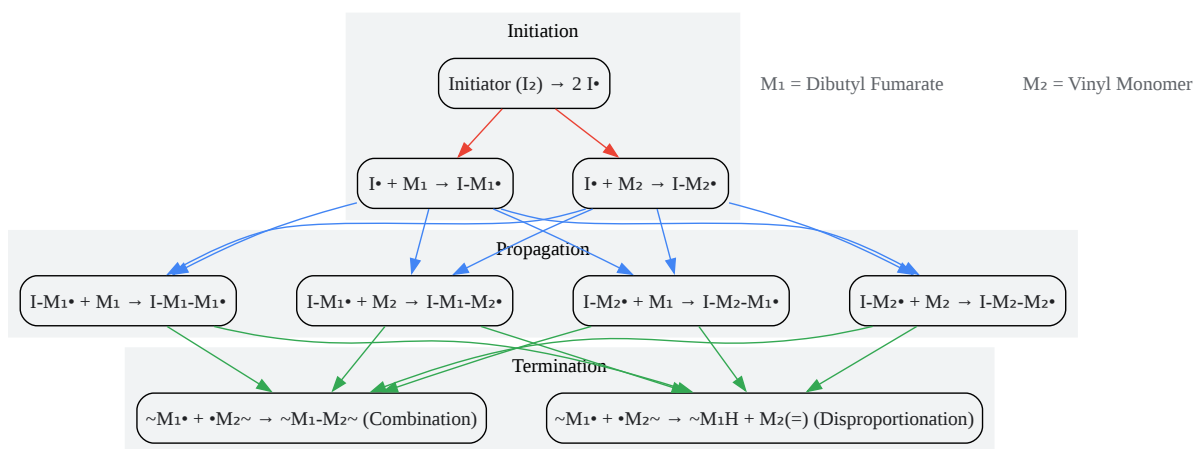 Initiation
Initiator (I₂) → 2 I•
M₁ = Dibutyl Fumarate
M₂ = Vinyl Monomer
I• + M₁ → I-M₁•
I• + M₂ → I-M₂•
Propagation
I-M₁• + M₁ → I-M₁-M₁•
I-M₁• + M₂ → I-M₁-M₂•
I-M₂• + M₁ → I-M₂-M₁•
I-M₂• + M₂ → I-M₂-M₂•
Termination
~M₁• + •M₂~ → ~M₁-M₂~ (Combination)
~M₁• + •M₂~ → ~M₁H + M₂(=) (Disproportionation)